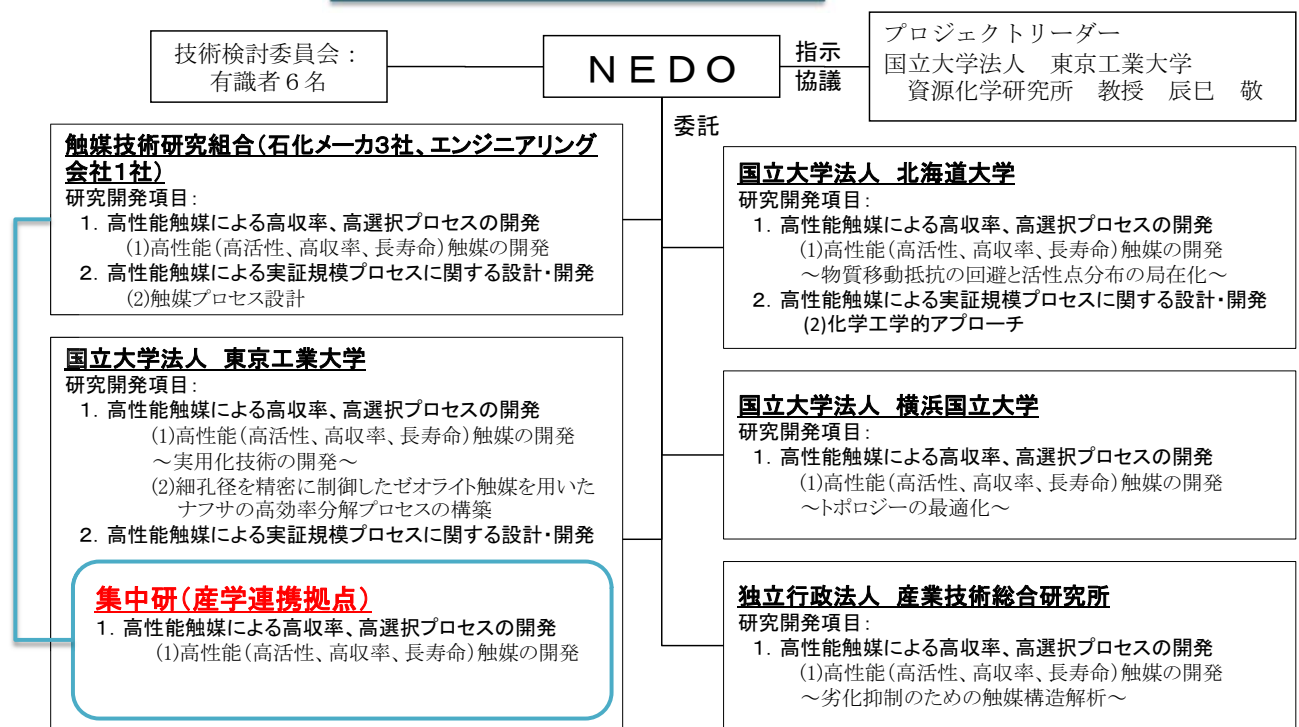 技術検討委員会：
有識者６名
ＮＥＤＯ
指示
協議
プロジェクトリーダー
国立大学法人　東京工業大学
資源化学研究所　教授　辰巳　敬
委託
触媒技術研究組合（石化メーカ３社、エンジニアリング
会社１社）
研究開発項目：
１．高性能触媒による高収率、高選択プロセスの開発
(1)高性能（高活性、高収率、長寿命）触媒の開発
２．高性能触媒による実証規模プロセスに関する設計・開発
(2)触媒プロセス設計
国立大学法人　東京工業大学
研究開発項目：
１．高性能触媒による高収率、高選択プロセスの開発
(1)高性能（高活性、高収率、長寿命）触媒の開発
～実用化技術の開発～
(2)細孔径を精密に制御したゼオライト触媒を用いた
ナフサの高効率分解プロセスの構築
２．高性能触媒による実証規模プロセスに関する設計・開発
集中研（産学連携拠点）
１．高性能触媒による高収率、高選択プロセスの開発
(1)高性能（高活性、高収率、長寿命）触媒の開発
国立大学法人　北海道大学
研究開発項目：
１．高性能触媒による高収率、高選択プロセスの開発
(1)高性能（高活性、高収率、長寿命）触媒の開発
～物質移動抵抗の回避と活性点分布の局在化～
２．高性能触媒による実証規模プロセスに関する設計・開発
(2)化学工学的アプローチ
国立大学法人　横浜国立大学
研究開発項目：
１．高性能触媒による高収率、高選択プロセスの開発
(1)高性能（高活性、高収率、長寿命）触媒の開発
～トポロジーの最適化～
独立行政法人　産業技術総合研究所
研究開発項目：
１．高性能触媒による高収率、高選択プロセスの開発
(1)高性能（高活性、高収率、長寿命）触媒の開発
～劣化抑制のための触媒構造解析～